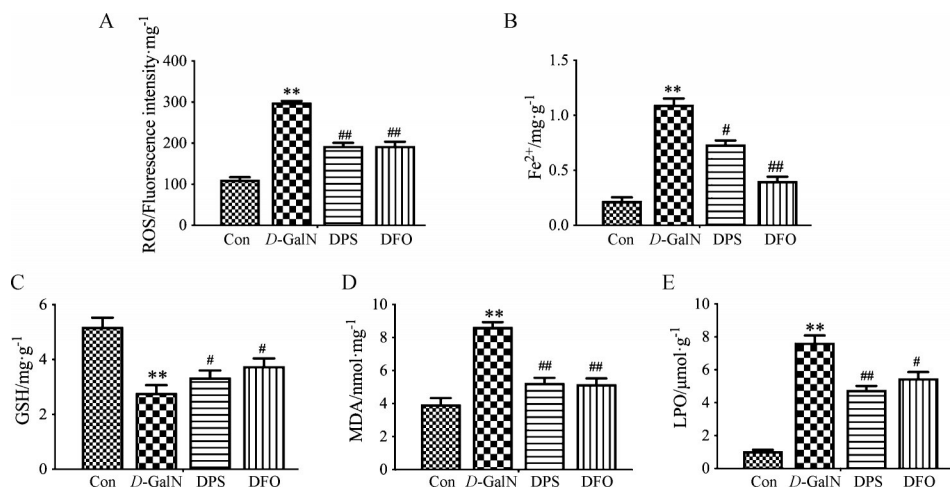 A
ROS/Fluorescence intensity·mg⁻¹
400
300
200
100
0
**
##
##
Con
D-GalN
DPS
DFO
B
Fe²⁺/mg·g⁻¹
1.5
1.0
0.5
0.0
**
#
##
Con
D-GalN
DPS
DFO
C
GSH/mg·g⁻¹
6
4
2
0
**
#
#
Con
D-GalN
DPS
DFO
D
MDA/nmol·mg⁻¹
10
8
6
4
2
0
**
##
##
Con
D-GalN
DPS
DFO
E
LPO/μmol·g⁻¹
10
8
6
4
2
0
**
##
#
Con
D-GalN
DPS
DFO